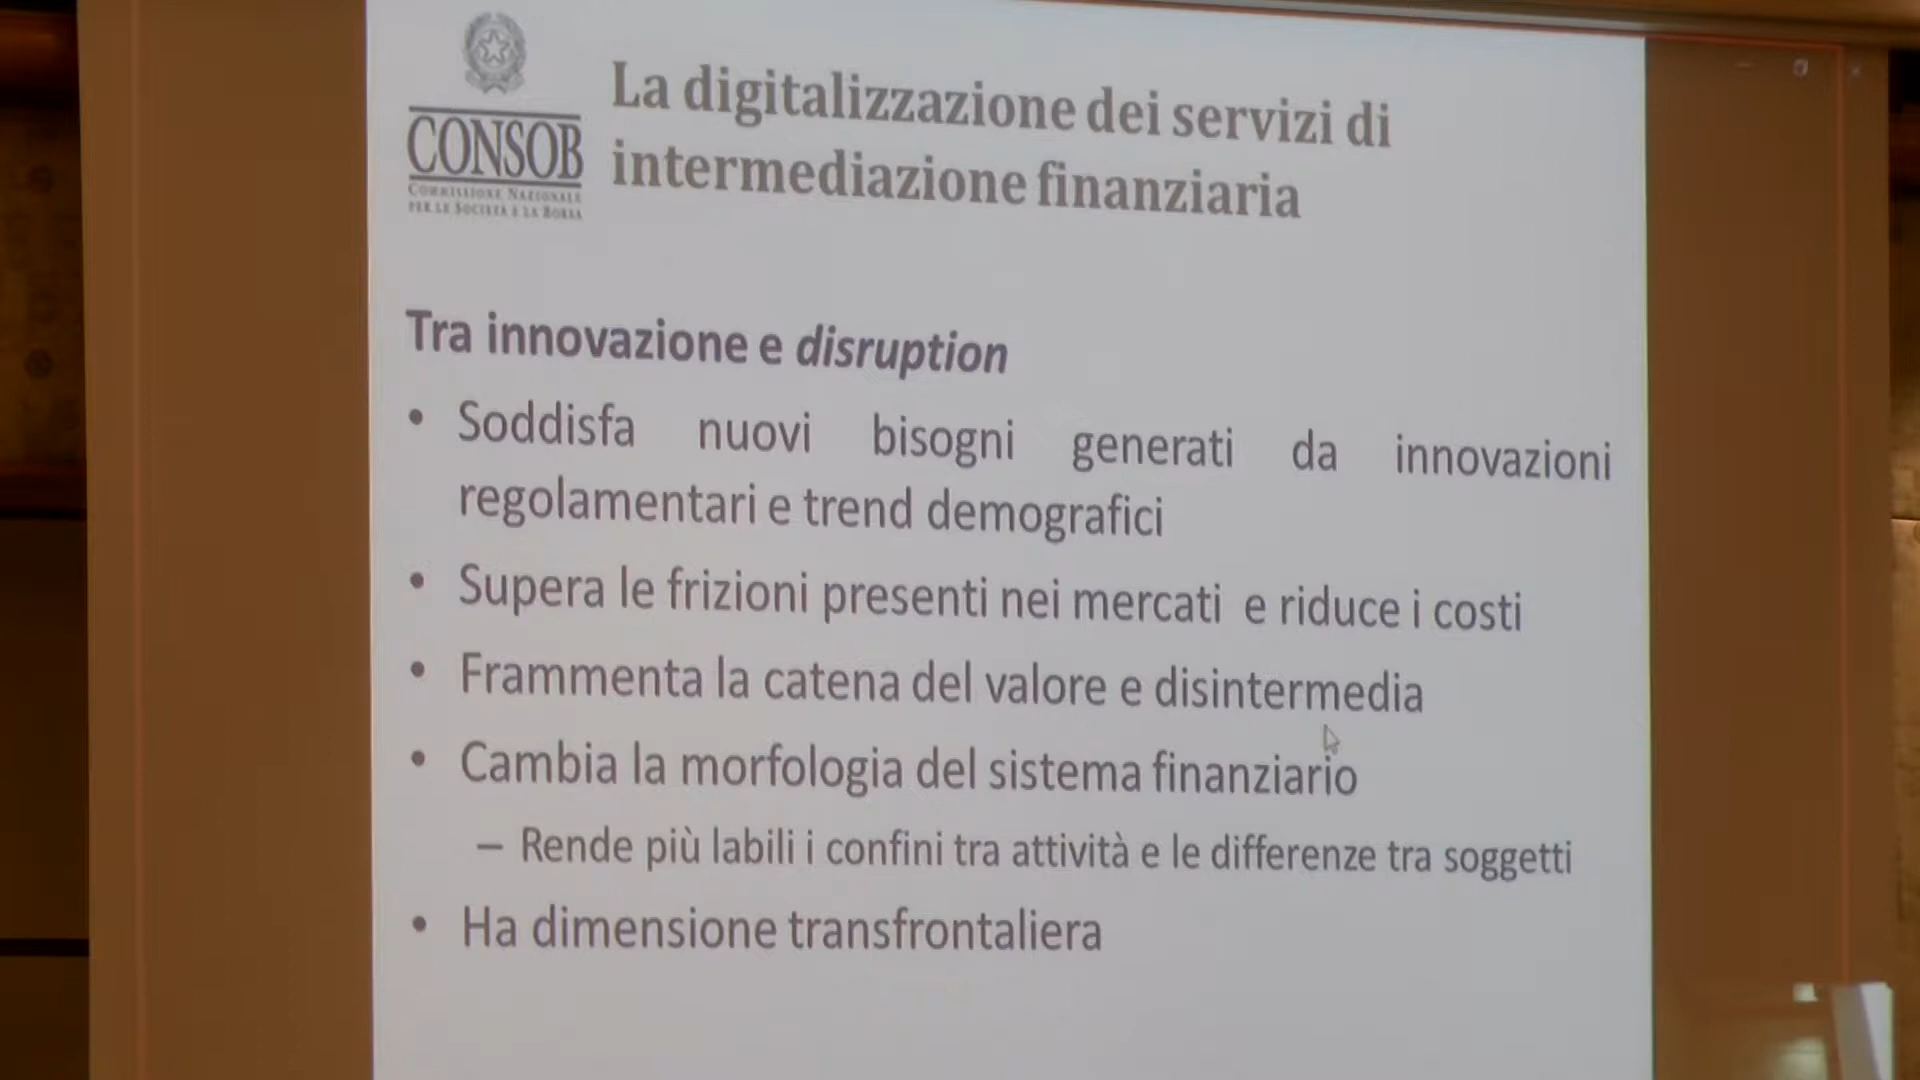 CONSOB
COMMISSIONE NAZIONALE
PER LE SOCIETÀ E LA BORSA
La digitalizzazione dei servizi di
intermediazione finanziaria
Tra innovazione e disruption
• Soddisfa nuovi bisogni generati da innovazioni
regolamentari e trend demografici
• Supera le frizioni presenti nei mercati e riduce i costi
• Frammenta la catena del valore e disintermedia
• Cambia la morfologia del sistema finanziario
– Rende più labili i confini tra attività e le differenze tra soggetti
• Ha dimensione transfrontaliera